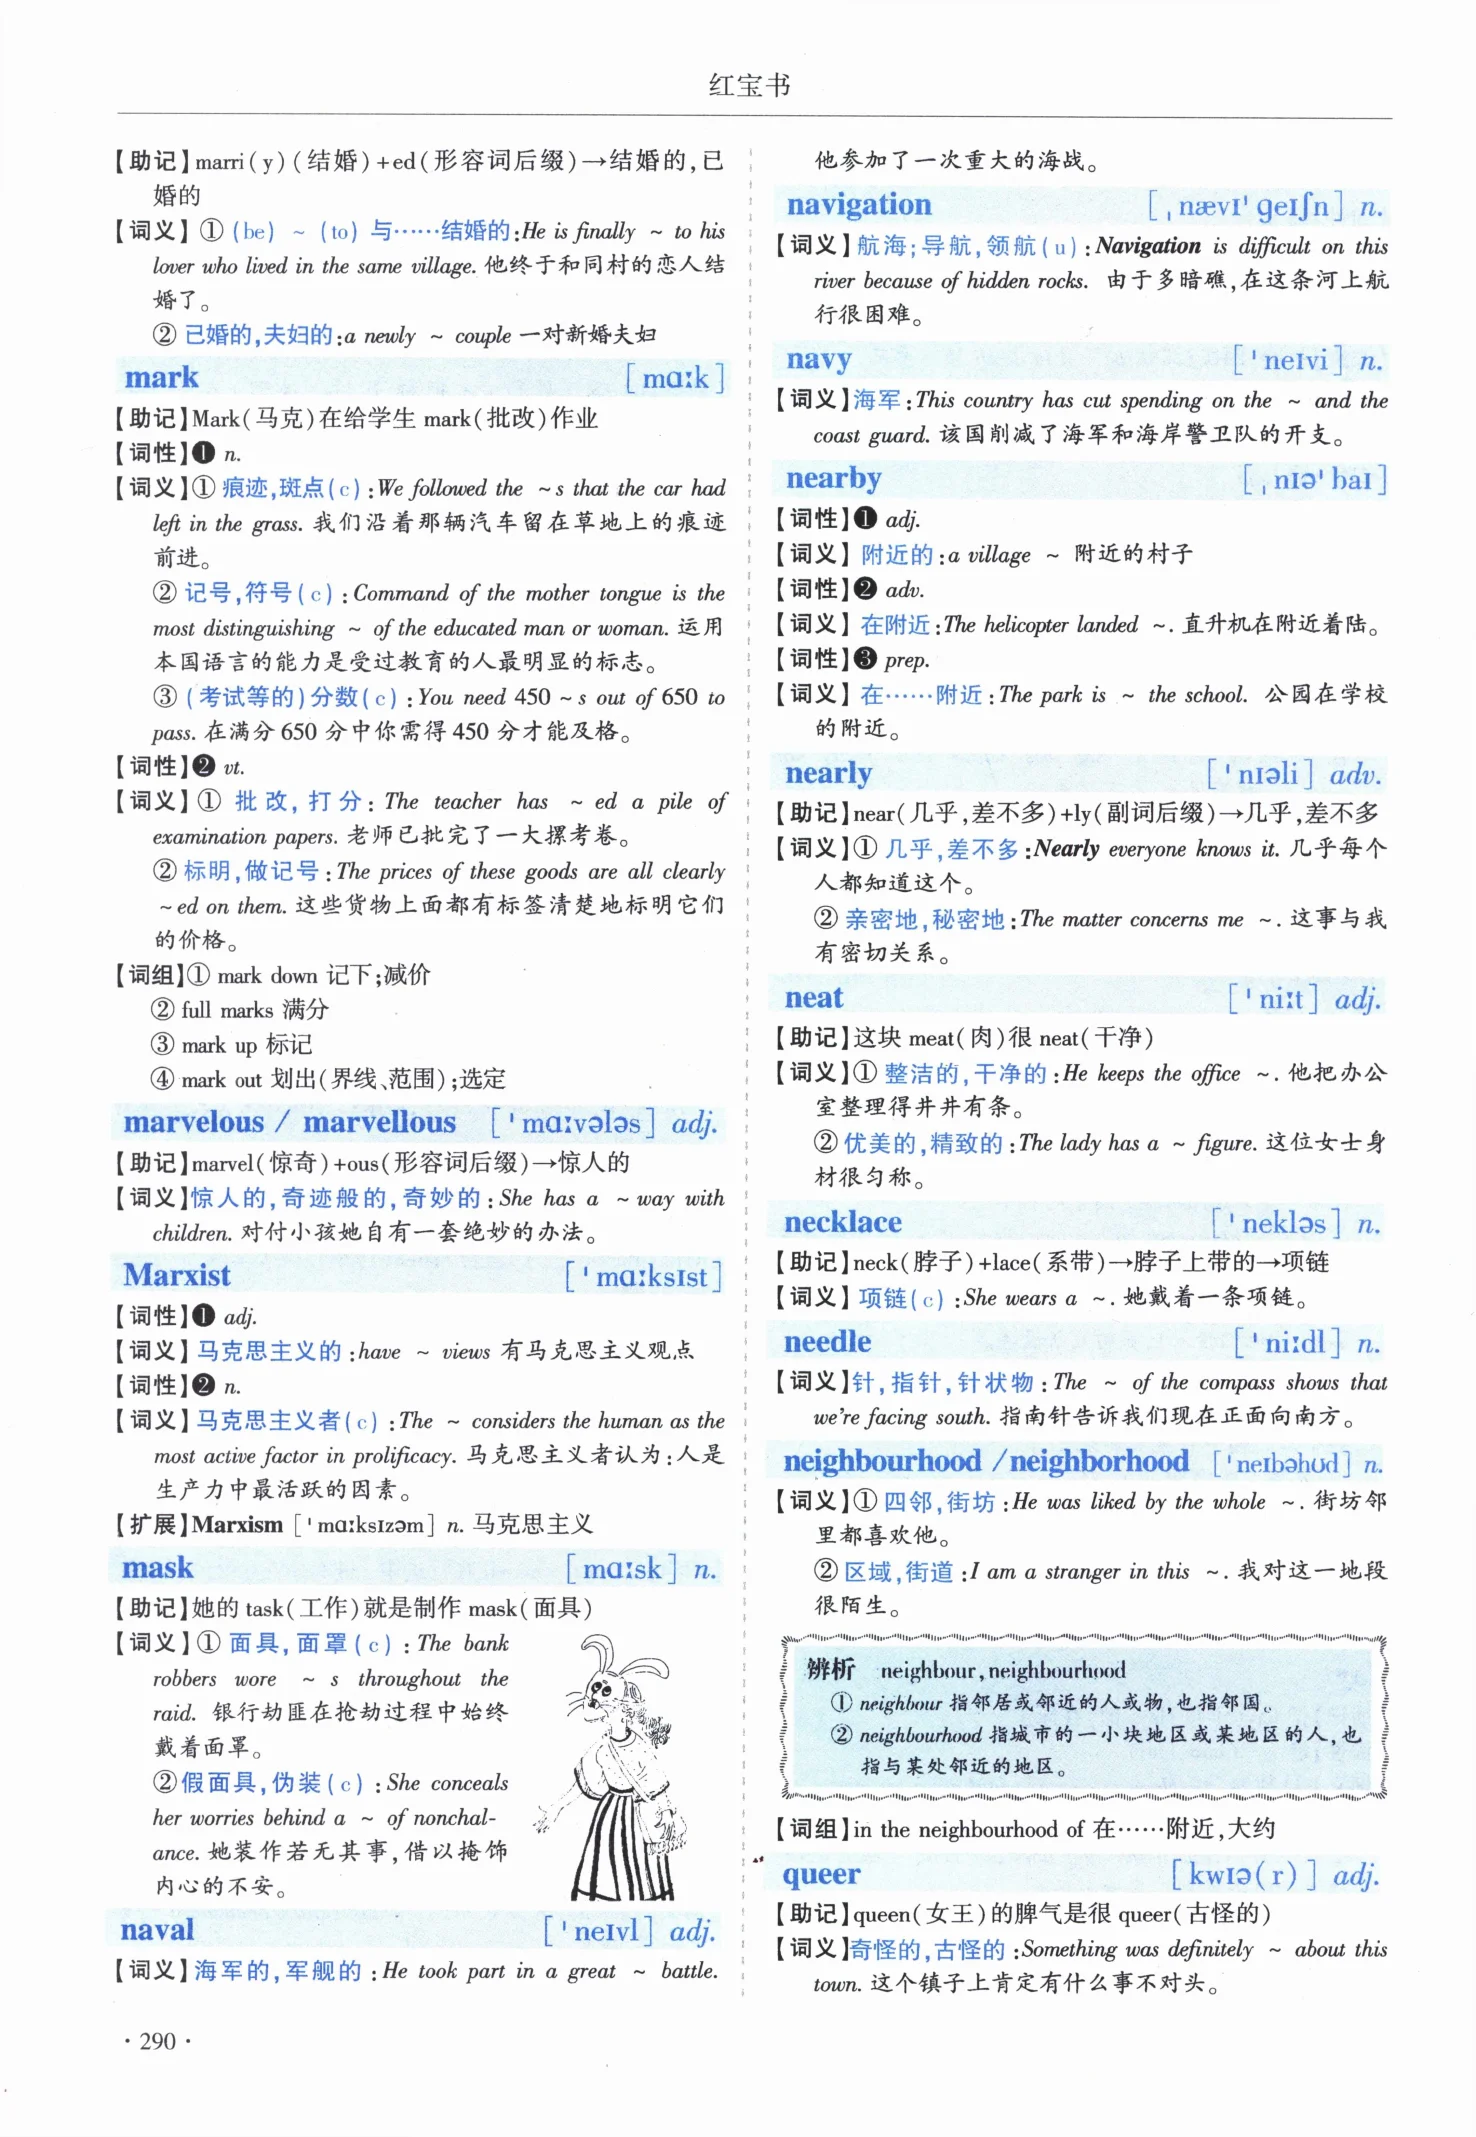 红宝书
【助记】marri(y)(结婚)+ed(形容词后缀)→结婚的,已
婚的
【词义】①(be) ~ (to) 与……结婚的:He is finally ~ to his
lover who lived in the same village. 他终于和同村的恋人结
婚了。
②已婚的,夫妇的:a newly ~ couple 一对新婚夫妇
mark [mɑːk]
【助记】Mark(马克)在给学生 mark(批改)作业
【词性】❶ n.
【词义】①痕迹,斑点(c):We followed the ~s that the car had
left in the grass. 我们沿着那辆汽车留在草地上的痕迹
前进。
②记号,符号(c):Command of the mother tongue is the
most distinguishing ~ of the educated man or woman. 运用
本国语言的能力是受过教育的人最明显的标志。
③(考试等的)分数(c):You need 450 ~s out of 650 to
pass. 在满分 650 分中你需得 450 分才能及格。
【词性】❷ vt.
【词义】①批改,打分:The teacher has ~ed a pile of
examination papers. 老师已批完了一大摞考卷。
②标明,做记号:The prices of these goods are all clearly
~ed on them. 这些货物上面都有标签清楚地标明它们
的价格。
【词组】① mark down 记下;减价
② full marks 满分
③ mark up 标记
④ mark out 划出(界线、范围);选定
marvelous / marvellous [ˈmɑːvələs] adj.
【助记】marvel(惊奇)+ous(形容词后缀)→惊人的
【词义】惊人的,奇迹般的,奇妙的:She has a ~ way with
children. 对付小孩她自有一套绝妙的办法。
Marxist [ˈmɑːksɪst]
【词性】❶ adj.
【词义】马克思主义的:have ~ views 有马克思主义观点
【词性】❷ n.
【词义】马克思主义者(c):The ~ considers the human as the
most active factor in prolificacy. 马克思主义者认为:人是
生产力中最活跃的因素。
【扩展】Marxism [ˈmɑːksɪzəm] n. 马克思主义
mask [mɑːsk] n.
【助记】她的 task(工作)就是制作 mask(面具)
【词义】①面具,面罩(c):The bank
robbers wore ~s throughout the
raid. 银行劫匪在抢劫过程中始终
戴着面罩。
②假面具,伪装(c):She conceals
her worries behind a ~ of nonchal-
ance. 她装作若无其事,借以掩饰
内心的不安。
naval [ˈneɪvl] adj.
【词义】海军的,军舰的:He took part in a great ~ battle.
·290·
他参加了一次重大的海战。
navigation [ˌnævɪˈɡeɪʃn] n.
【词义】航海;导航,领航(u):Navigation is difficult on this
river because of hidden rocks. 由于多暗礁,在这条河上航
行很困难。
navy [ˈneɪvi] n.
【词义】海军:This country has cut spending on the ~ and the
coast guard. 该国削减了海军和海岸警卫队的开支。
nearby [ˌnɪəˈbaɪ]
【词性】❶ adj.
【词义】附近的:a village ~ 附近的村子
【词性】❷ adv.
【词义】在附近:The helicopter landed ~. 直升机在附近着陆。
【词性】❸ prep.
【词义】在……附近:The park is ~ the school. 公园在学校
的附近。
nearly [ˈnɪəli] adv.
【助记】near(几乎,差不多)+ly(副词后缀)→几乎,差不多
【词义】①几乎,差不多:Nearly everyone knows it. 几乎每个
人都知道这个。
②亲密地,秘密地:The matter concerns me ~. 这事与我
有密切关系。
neat [ˈniːt] adj.
【助记】这块 meat(肉)很 neat(干净)
【词义】①整洁的,干净的:He keeps the office ~. 他把办公
室整理得井井有条。
②优美的,精致的:The lady has a ~ figure. 这位女士身
材很匀称。
necklace [ˈnekləs] n.
【助记】neck(脖子)+lace(系带)→脖子上带的→项链
【词义】项链(c):She wears a ~. 她戴着一条项链。
needle [ˈniːdl] n.
【词义】针,指针,针状物:The ~ of the compass shows that
we're facing south. 指南针告诉我们现在正面向南方。
neighbourhood /neighborhood [ˈneɪbəhʊd] n.
【词义】①四邻,街坊:He was liked by the whole ~. 街坊邻
里都喜欢他。
②区域,街道:I am a stranger in this ~. 我对这一地段
很陌生。
辨析 neighbour, neighbourhood
① neighbour 指邻居或邻近的人或物,也指邻国。
② neighbourhood 指城市的一小块地区或某地区的人,也
指与某处邻近的地区。
【词组】in the neighbourhood of 在……附近,大约
queer [kwɪə(r)] adj.
【助记】queen(女王)的脾气是很 queer(古怪的)
【词义】奇怪的,古怪的:Something was definitely ~ about this
town. 这个镇子上肯定有什么事不对头。